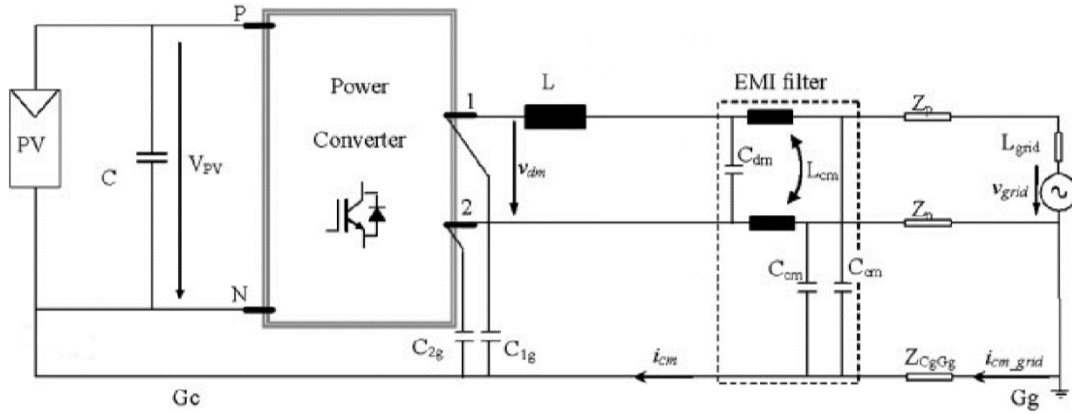 P
EMI filter
L
Power
Converter
1
Zp
PV
C
VPV
vdm
Cdm
Lcm
Lgrid
vgrid
2
Zn
N
Ccm
Ccm
C2g
C1g
icm
ZCgGg
icm_grid
Gc
Gg